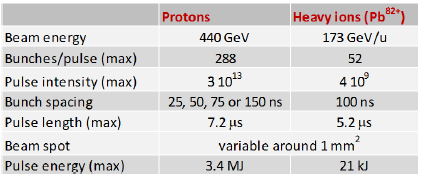 Protons Heavy ions (Pb82+)
Beam energy 440 GeV 173 GeV/u
Bunches/pulse (max) 288 52
Pulse intensity (max) 3 10^13 4 10^9
Bunch spacing 25, 50, 75 or 150 ns 100 ns
Pulse length (max) 7.2 µs 5.2 µs
Beam spot variable around 1 mm^2
Pulse energy (max) 3.4 MJ 21 kJ